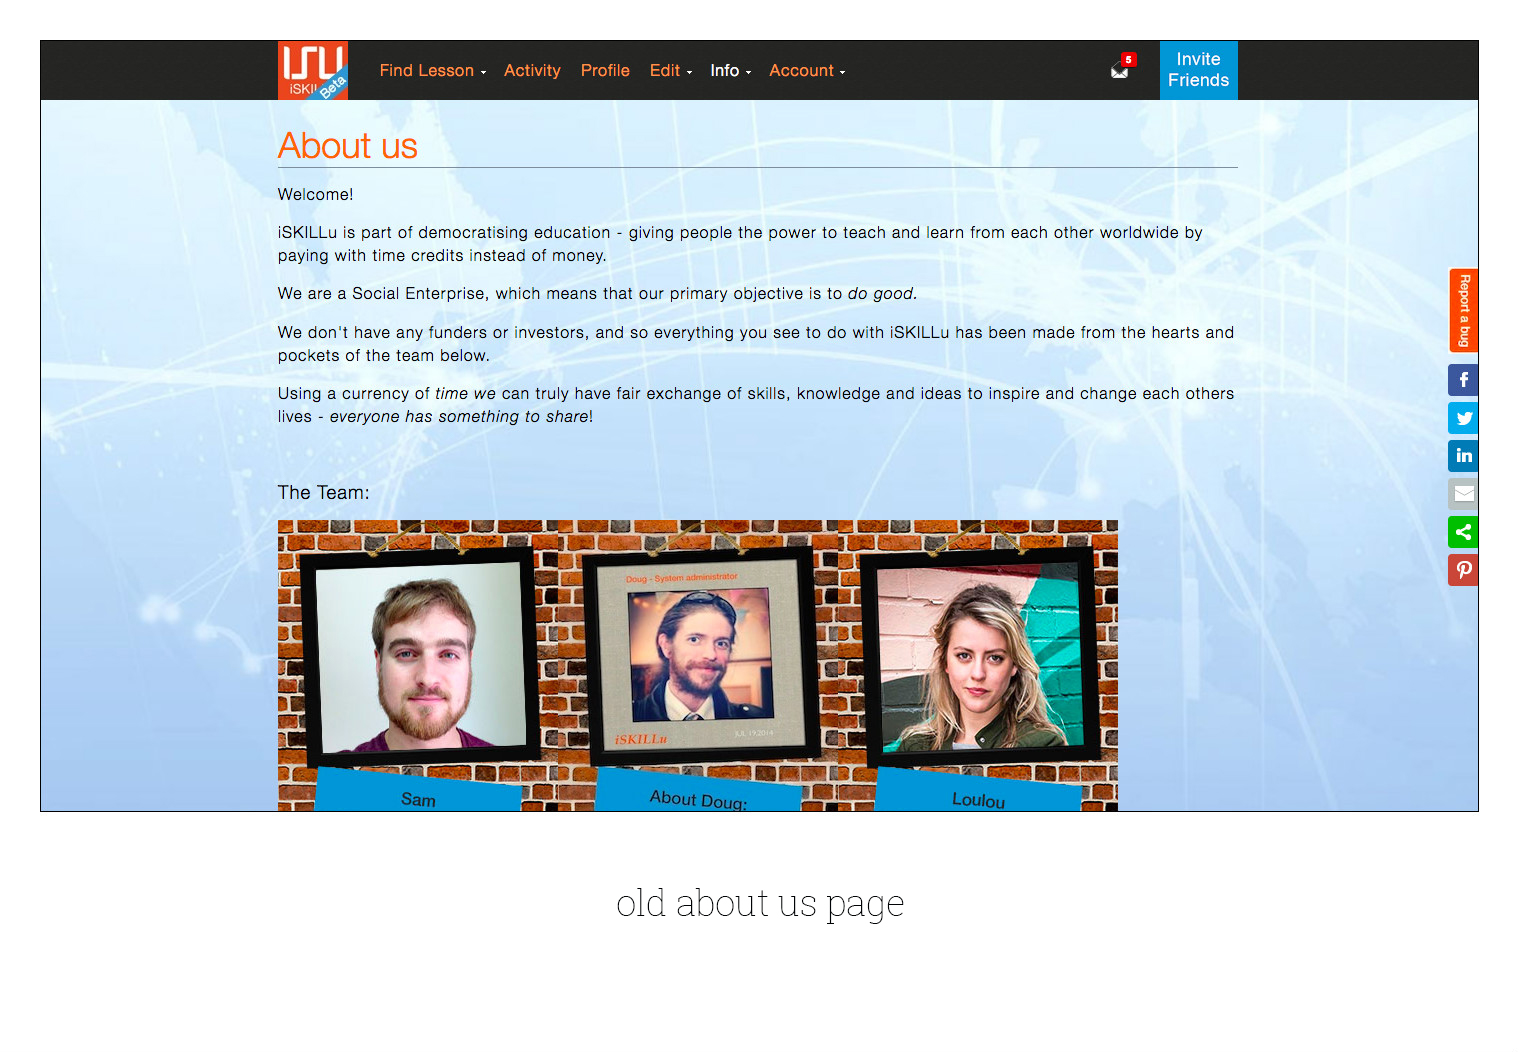 iSKIL
Beta
Find Lesson
Activity
Profile
Edit
Info
Account
5
Invite
Friends
About us
Welcome!
iSKILLu is part of democratising education - giving people the power to teach and learn from each other worldwide by
paying with time credits instead of money.
We are a Social Enterprise, which means that our primary objective is to do good.
We don't have any funders or investors, and so everything you see to do with iSKILLu has been made from the hearts and
pockets of the team below.
Using a currency of time we can truly have fair exchange of skills, knowledge and ideas to inspire and change each others
lives - everyone has something to share!
Report a bug
The Team:
Doug - System administrator
iSKILLu
JUL.19.2014
Sam
About Doug:
Loulou
old about us page